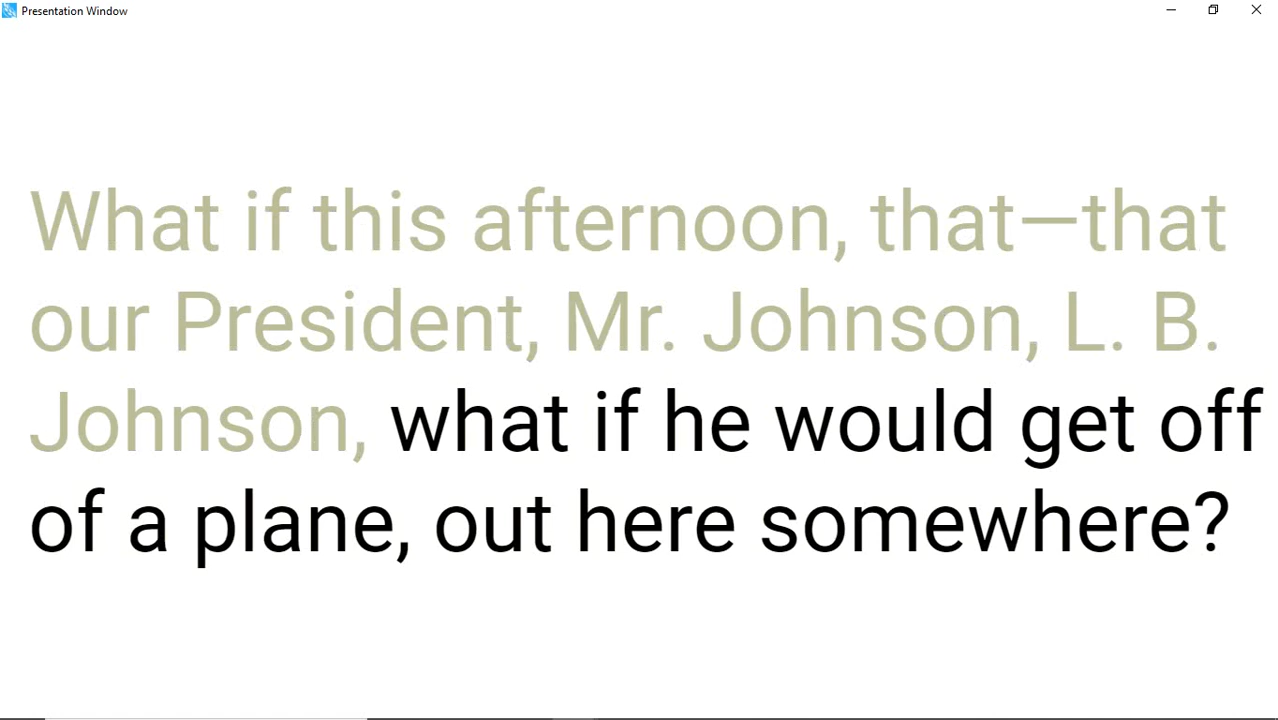 Presentation Window
What if this afternoon, that—that
our President, Mr. Johnson, L. B.
Johnson, what if he would get off
of a plane, out here somewhere?